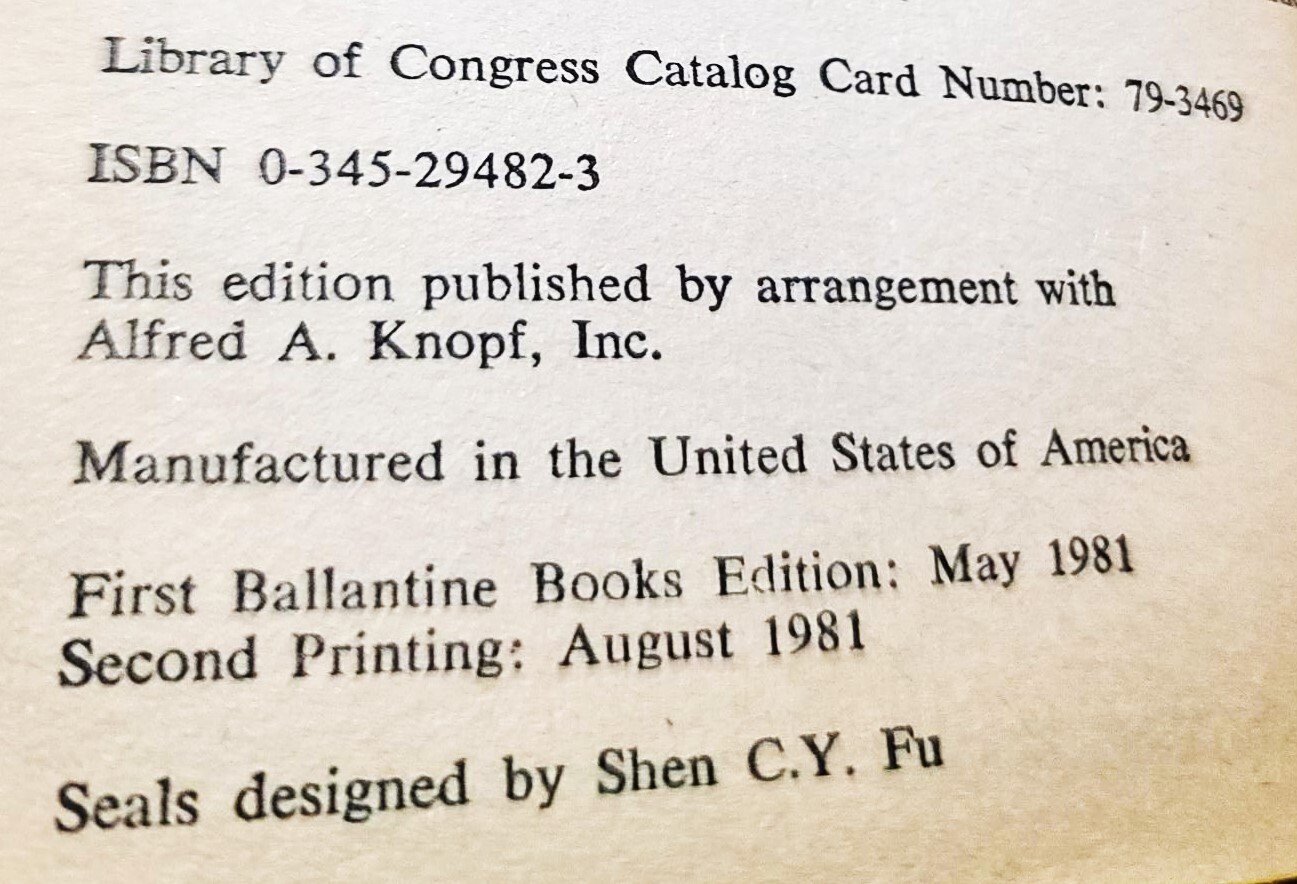 Library of Congress Catalog Card Number: 79-3469
ISBN 0-345-29482-3
This edition published by arrangement with
Alfred A. Knopf, Inc.
Manufactured in the United States of America
First Ballantine Books Edition: May 1981
Second Printing: August 1981
Seals designed by Shen C.Y. Fu